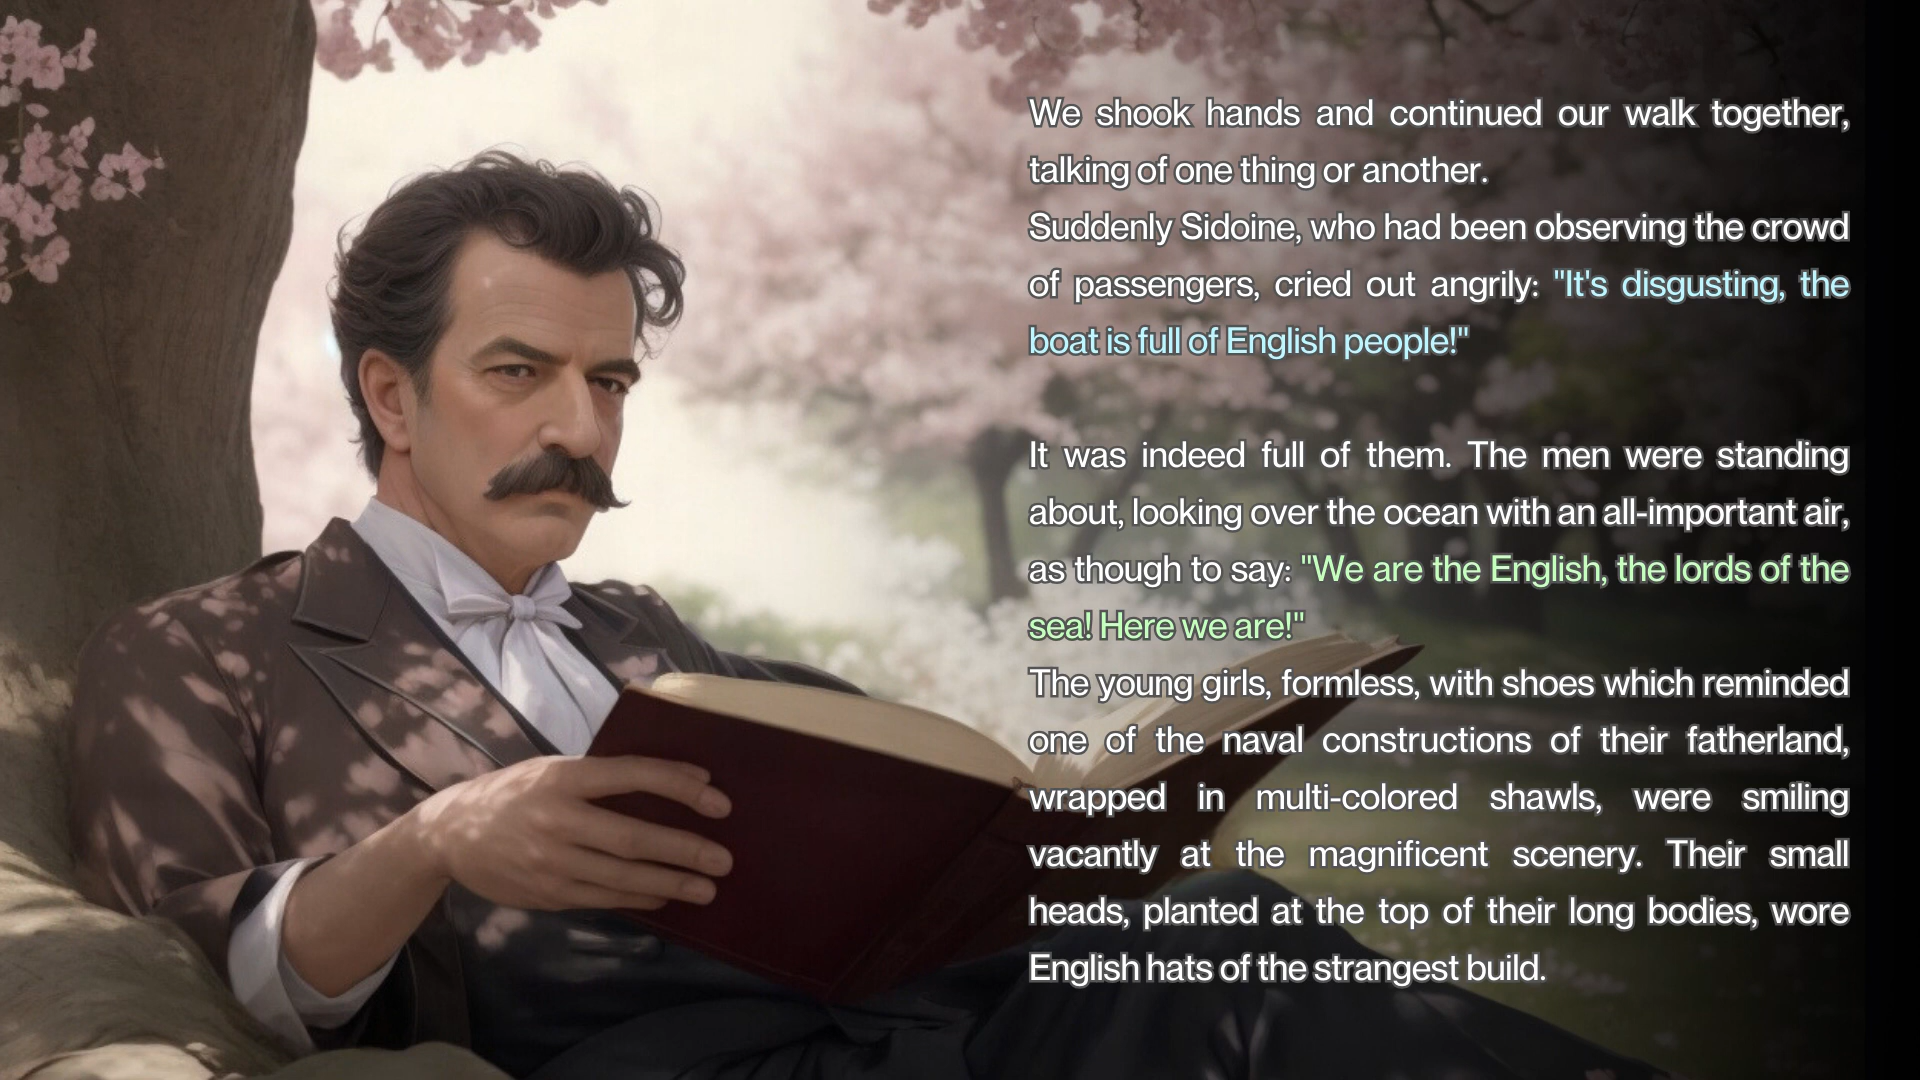 We shook hands and continued our walk together,
talking of one thing or another.
Suddenly Sidoine, who had been observing the crowd
of passengers, cried out angrily: "It's disgusting, the
boat is full of English people!"
It was indeed full of them. The men were standing
about, looking over the ocean with an all-important air,
as though to say: "We are the English, the lords of the
sea! Here we are!"
The young girls, formless, with shoes which reminded
one of the naval constructions of their fatherland,
wrapped in multi-colored shawls, were smiling
vacantly at the magnificent scenery. Their small
heads, planted at the top of their long bodies, wore
English hats of the strangest build.